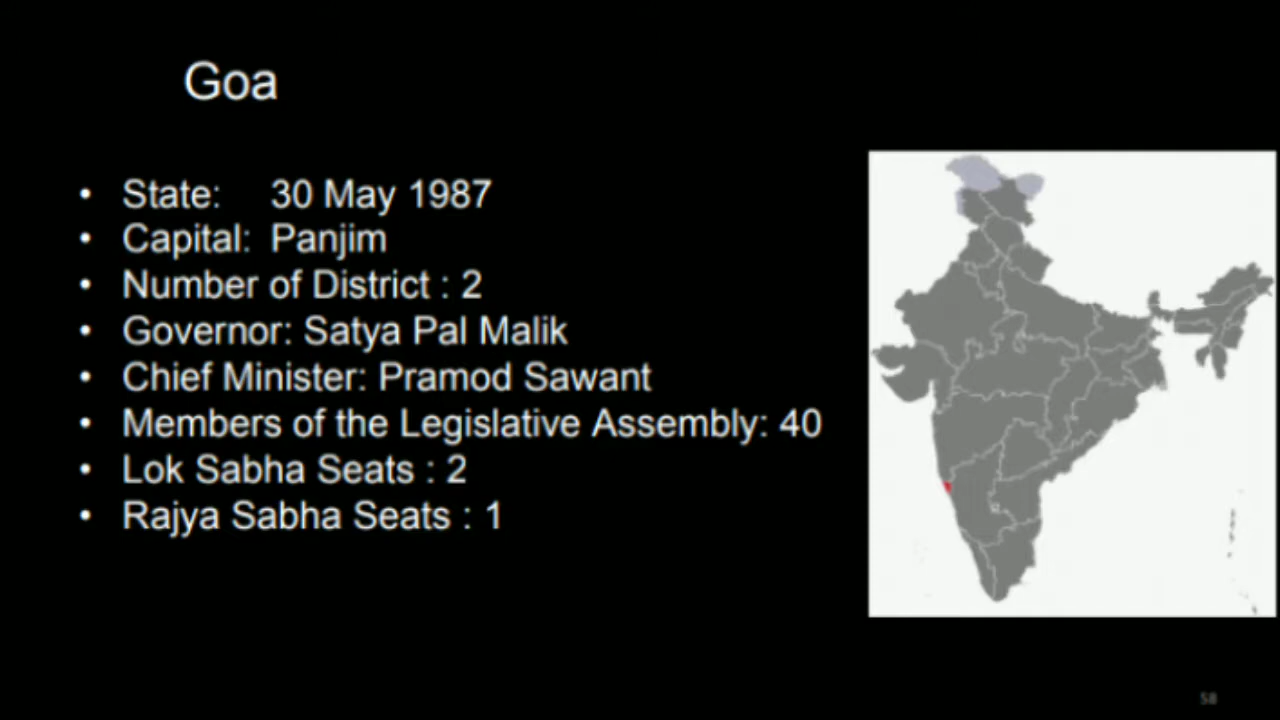 Goa
• State: 30 May 1987
• Capital: Panjim
• Number of District : 2
• Governor: Satya Pal Malik
• Chief Minister: Pramod Sawant
• Members of the Legislative Assembly: 40
• Lok Sabha Seats : 2
• Rajya Sabha Seats : 1
58